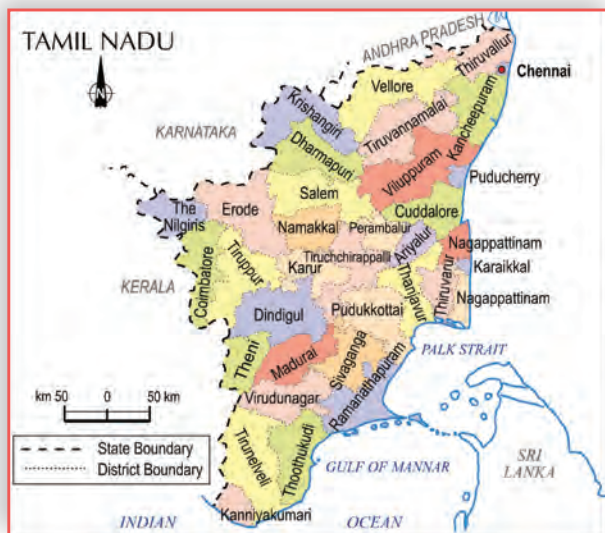 TAMIL NADU
N
ANDHRA PRADESH
Thiruvallur
Chennai
Vellore
Kancheepuram
Krishangiri
Tiruvannamalai
KARNATAKA
Dharmapuri
Viluppuram
Puducherry
Salem
The
Nilgiris
Erode
Cuddalore
Namakkal
Perambalur
Ariyalur
Nagappattinam
Tiruchchirappalli
Coimbalore
Tiruppur
Karur
Thanjavur
Thiruvarur
Karaikkal
KERALA
Nagappattinam
Dindigul
Pudukkottai
Theni
Madurai
Sivaganga
PALK STRAIT
Ramanathapuram
km 50 0 50 km
Virudunagar
State Boundary
District Boundary
Tirunelveli
Thoothukudi
GULF OF MANNAR
SRI
LANKA
Kanniyakumari
INDIAN OCEAN